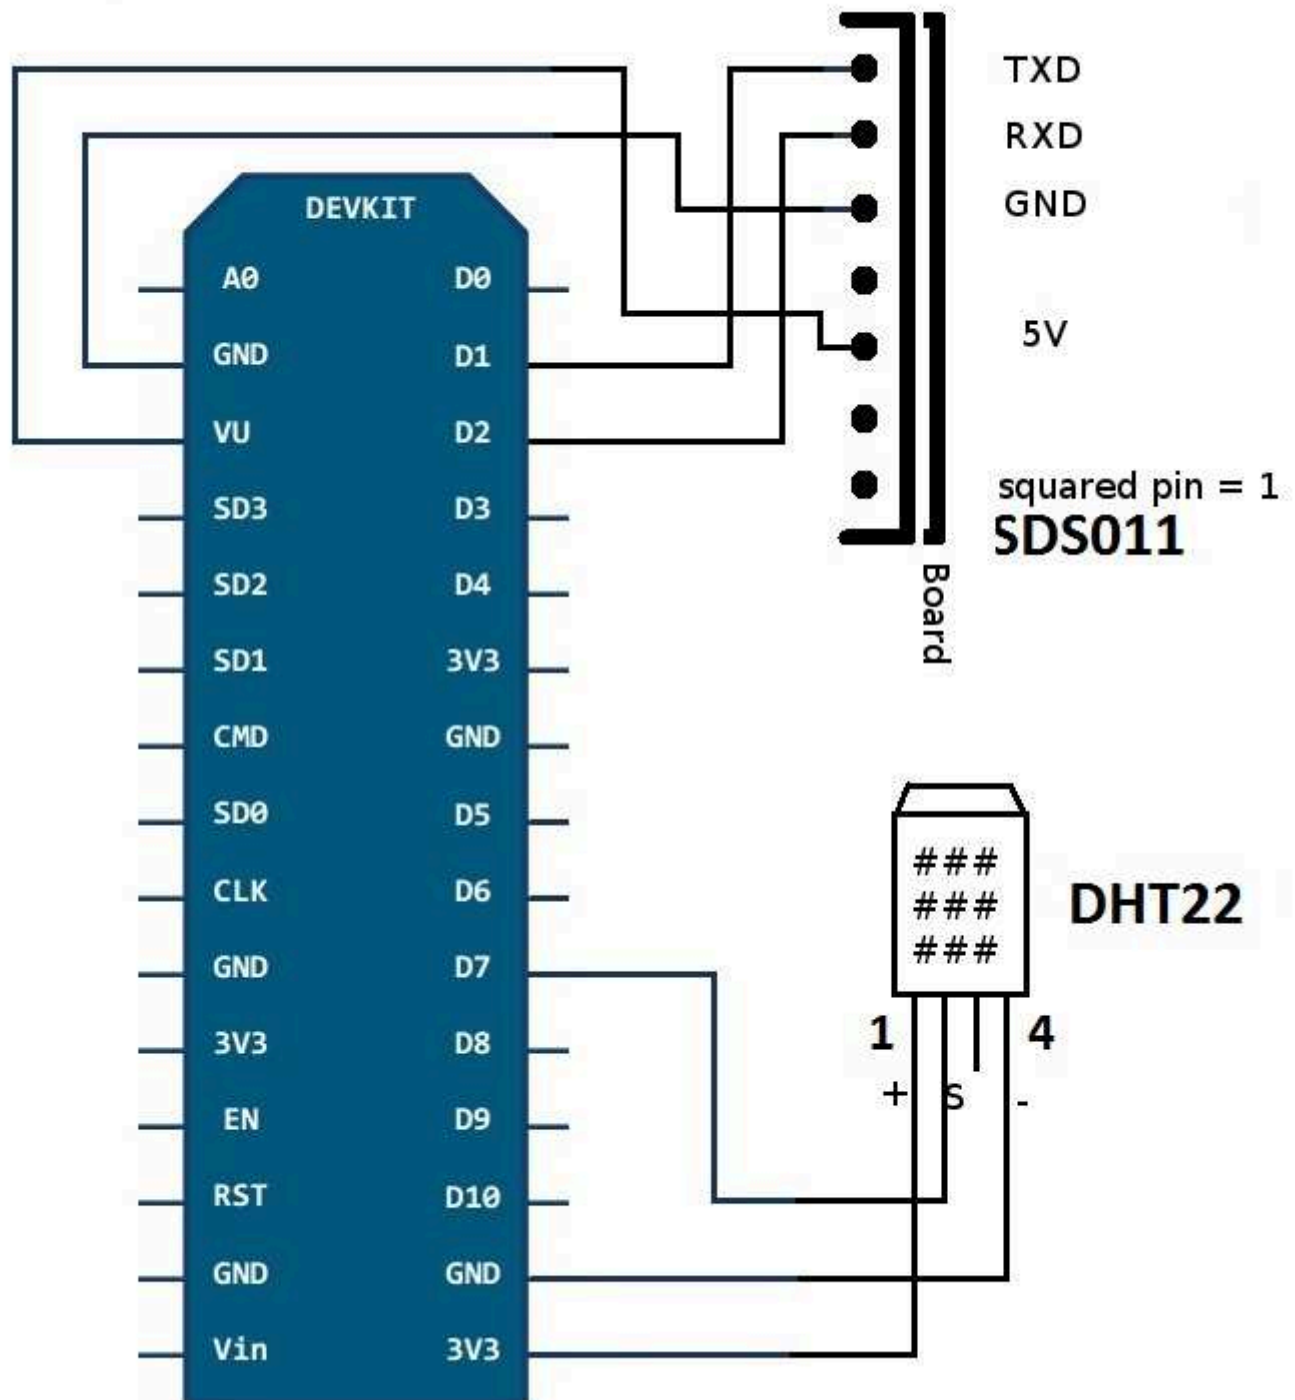 TXD
RXD
GND
5V
squared pin = 1
SDS011
Board
DEVKIT
A0 D0
GND D1
VU D2
SD3 D3
SD2 D4
SD1 3V3
CMD GND
SD0 D5
CLK D6
GND D7
3V3 D8
EN D9
RST D10
GND GND
Vin 3V3
###
###
###
DHT22
1 4
+ S -